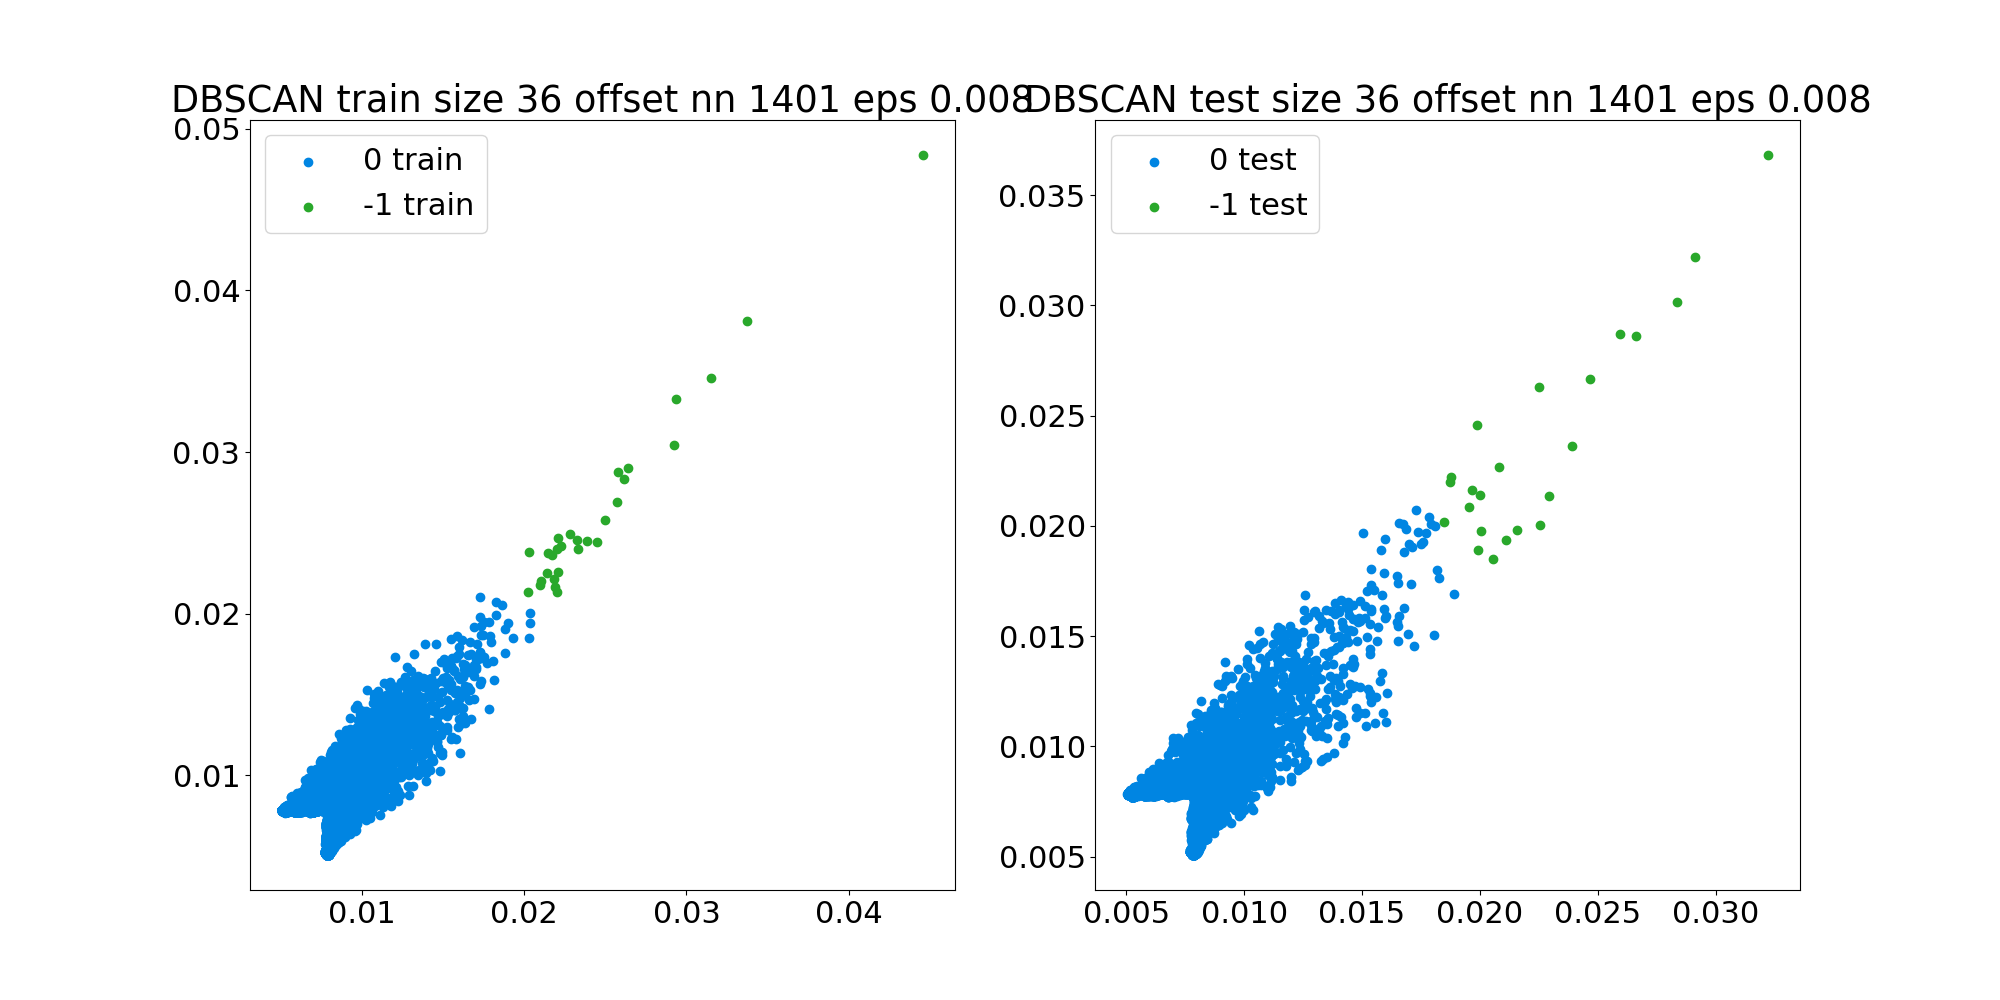 DBSCAN train size 36 offset nn 1401 eps 0.008
0 train
-1 train
0.05
0.04
0.03
0.02
0.01
0.01 0.02 0.03 0.04
DBSCAN test size 36 offset nn 1401 eps 0.008
0 test
-1 test
0.035
0.030
0.025
0.020
0.015
0.010
0.005
0.005 0.010 0.015 0.020 0.025 0.030